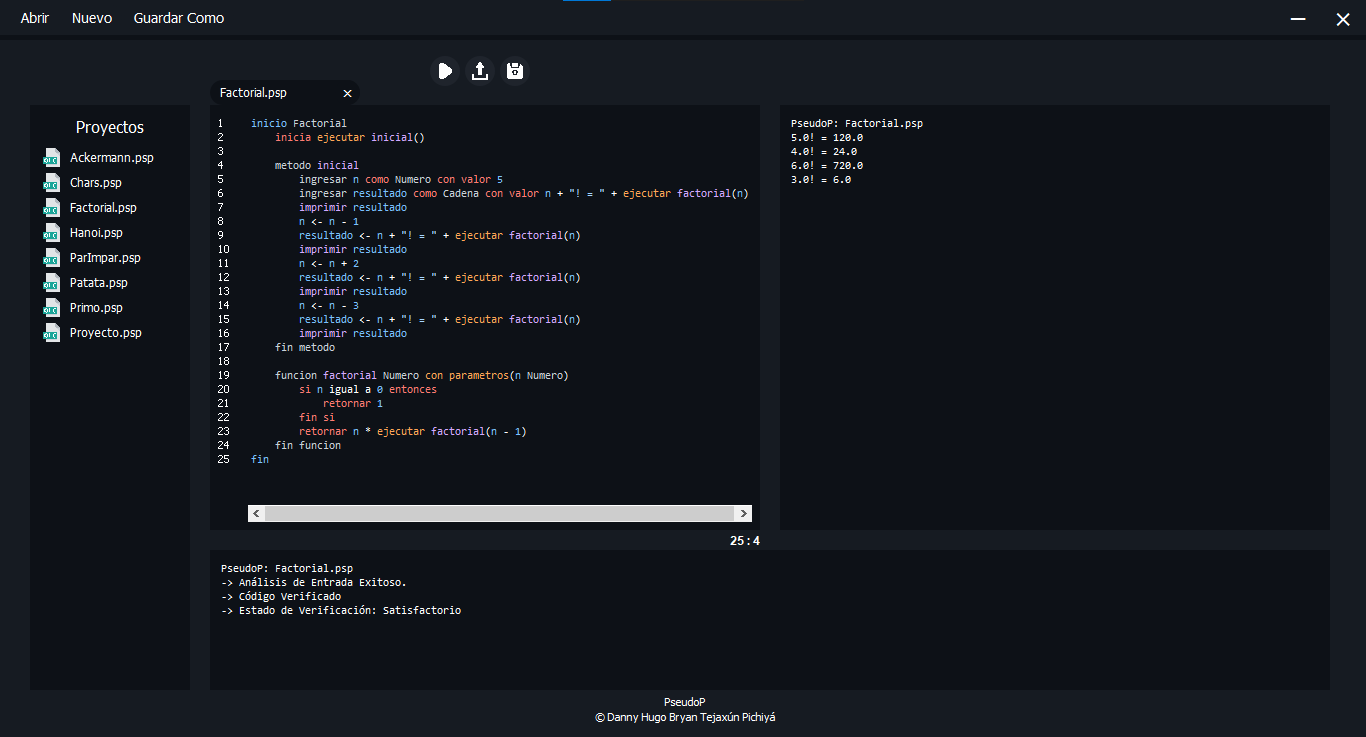 Abrir Nuevo Guardar Como
Factorial.psp
Proyectos
Ackermann.psp
Chars.psp
Factorial.psp
Hanoi.psp
ParImpar.psp
Patata.psp
Primo.psp
Proyecto.psp
1 inicio Factorial
2     inicia ejecutar inicial()
3
4     metodo inicial
5         ingresar n como Numero con valor 5
6         ingresar resultado como Cadena con valor n + "! = " + ejecutar factorial(n)
7         imprimir resultado
8         n <- n - 1
9         resultado <- n + "! = " + ejecutar factorial(n)
10         imprimir resultado
11         n <- n + 2
12         resultado <- n + "! = " + ejecutar factorial(n)
13         imprimir resultado
14         n <- n - 3
15         resultado <- n + "! = " + ejecutar factorial(n)
16         imprimir resultado
17     fin metodo
18
19     funcion factorial Numero con parametros(n Numero)
20         si n igual a 0 entonces
21             retornar 1
22         fin si
23         retornar n * ejecutar factorial(n - 1)
24     fin funcion
25 fin
25:4
PseudoP: Factorial.psp
5.0! = 120.0
4.0! = 24.0
6.0! = 720.0
3.0! = 6.0
PseudoP: Factorial.psp
-> Análisis de Entrada Exitoso.
-> Código Verificado
-> Estado de Verificación: Satisfactorio
PseudoP
© Danny Hugo Bryan Tejaxún Pichiyá